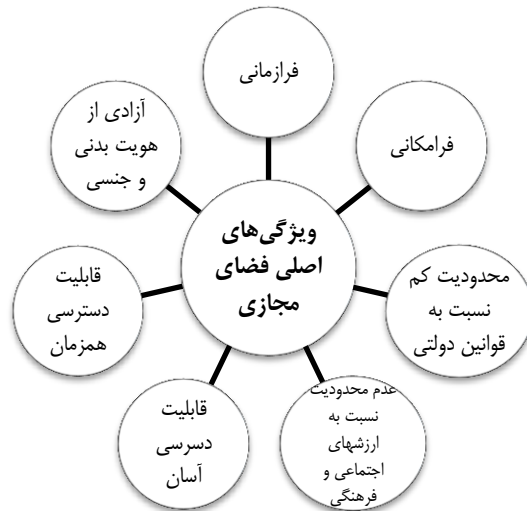 ویژگی‌های
اصلی فضای
مجازی
فرازمانی
فرامکانی
محدودیت کم
نسبت به
قوانین دولتی
عدم محدودیت
نسبت به
ارزشهای
اجتماعی و
فرهنگی
قابلیت
دسرسی
آسان
قابلیت
دسترسی
همزمان
آزادی از
هویت بدنی
و جنسی